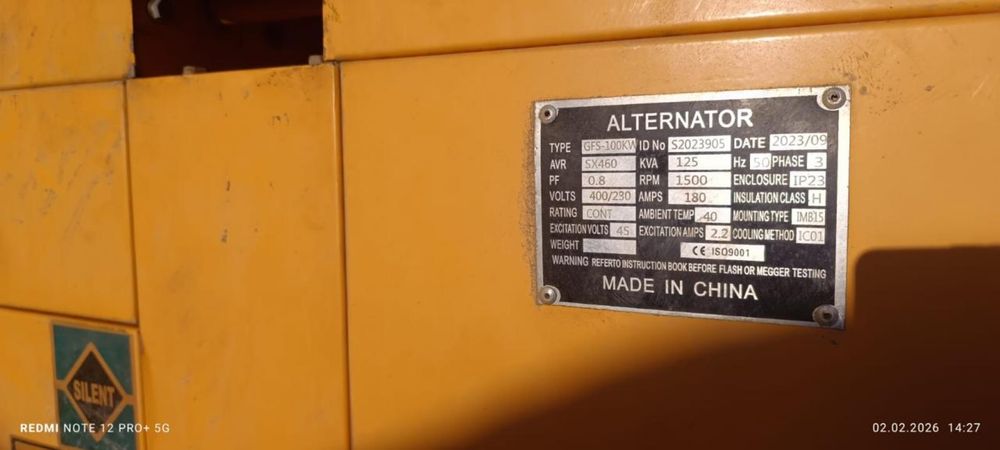 ALTERNATOR
TYPE GFS-100KW ID No S2023905 DATE 2023/09
AVR SX460 KVA 125 Hz 50 PHASE 3
PF 0.8 RPM 1500 ENCLOSURE IP23
VOLTS 400/230 AMPS 180 INSULATION CLASS H
RATING CONT AMBIENT TEMP 40 MOUNTING TYPE IMB15
EXCITATION VOLTS 45 EXCITATION AMPS 2.2 COOLING METHOD IC01
WEIGHT CE ISO9001
WARNING REFERTO INSTRUCTION BOOK BEFORE FLASH OR MEGGER TESTING
MADE IN CHINA
SILENT
REDMI NOTE 12 PRO+ 5G
02.02.2026 14:27